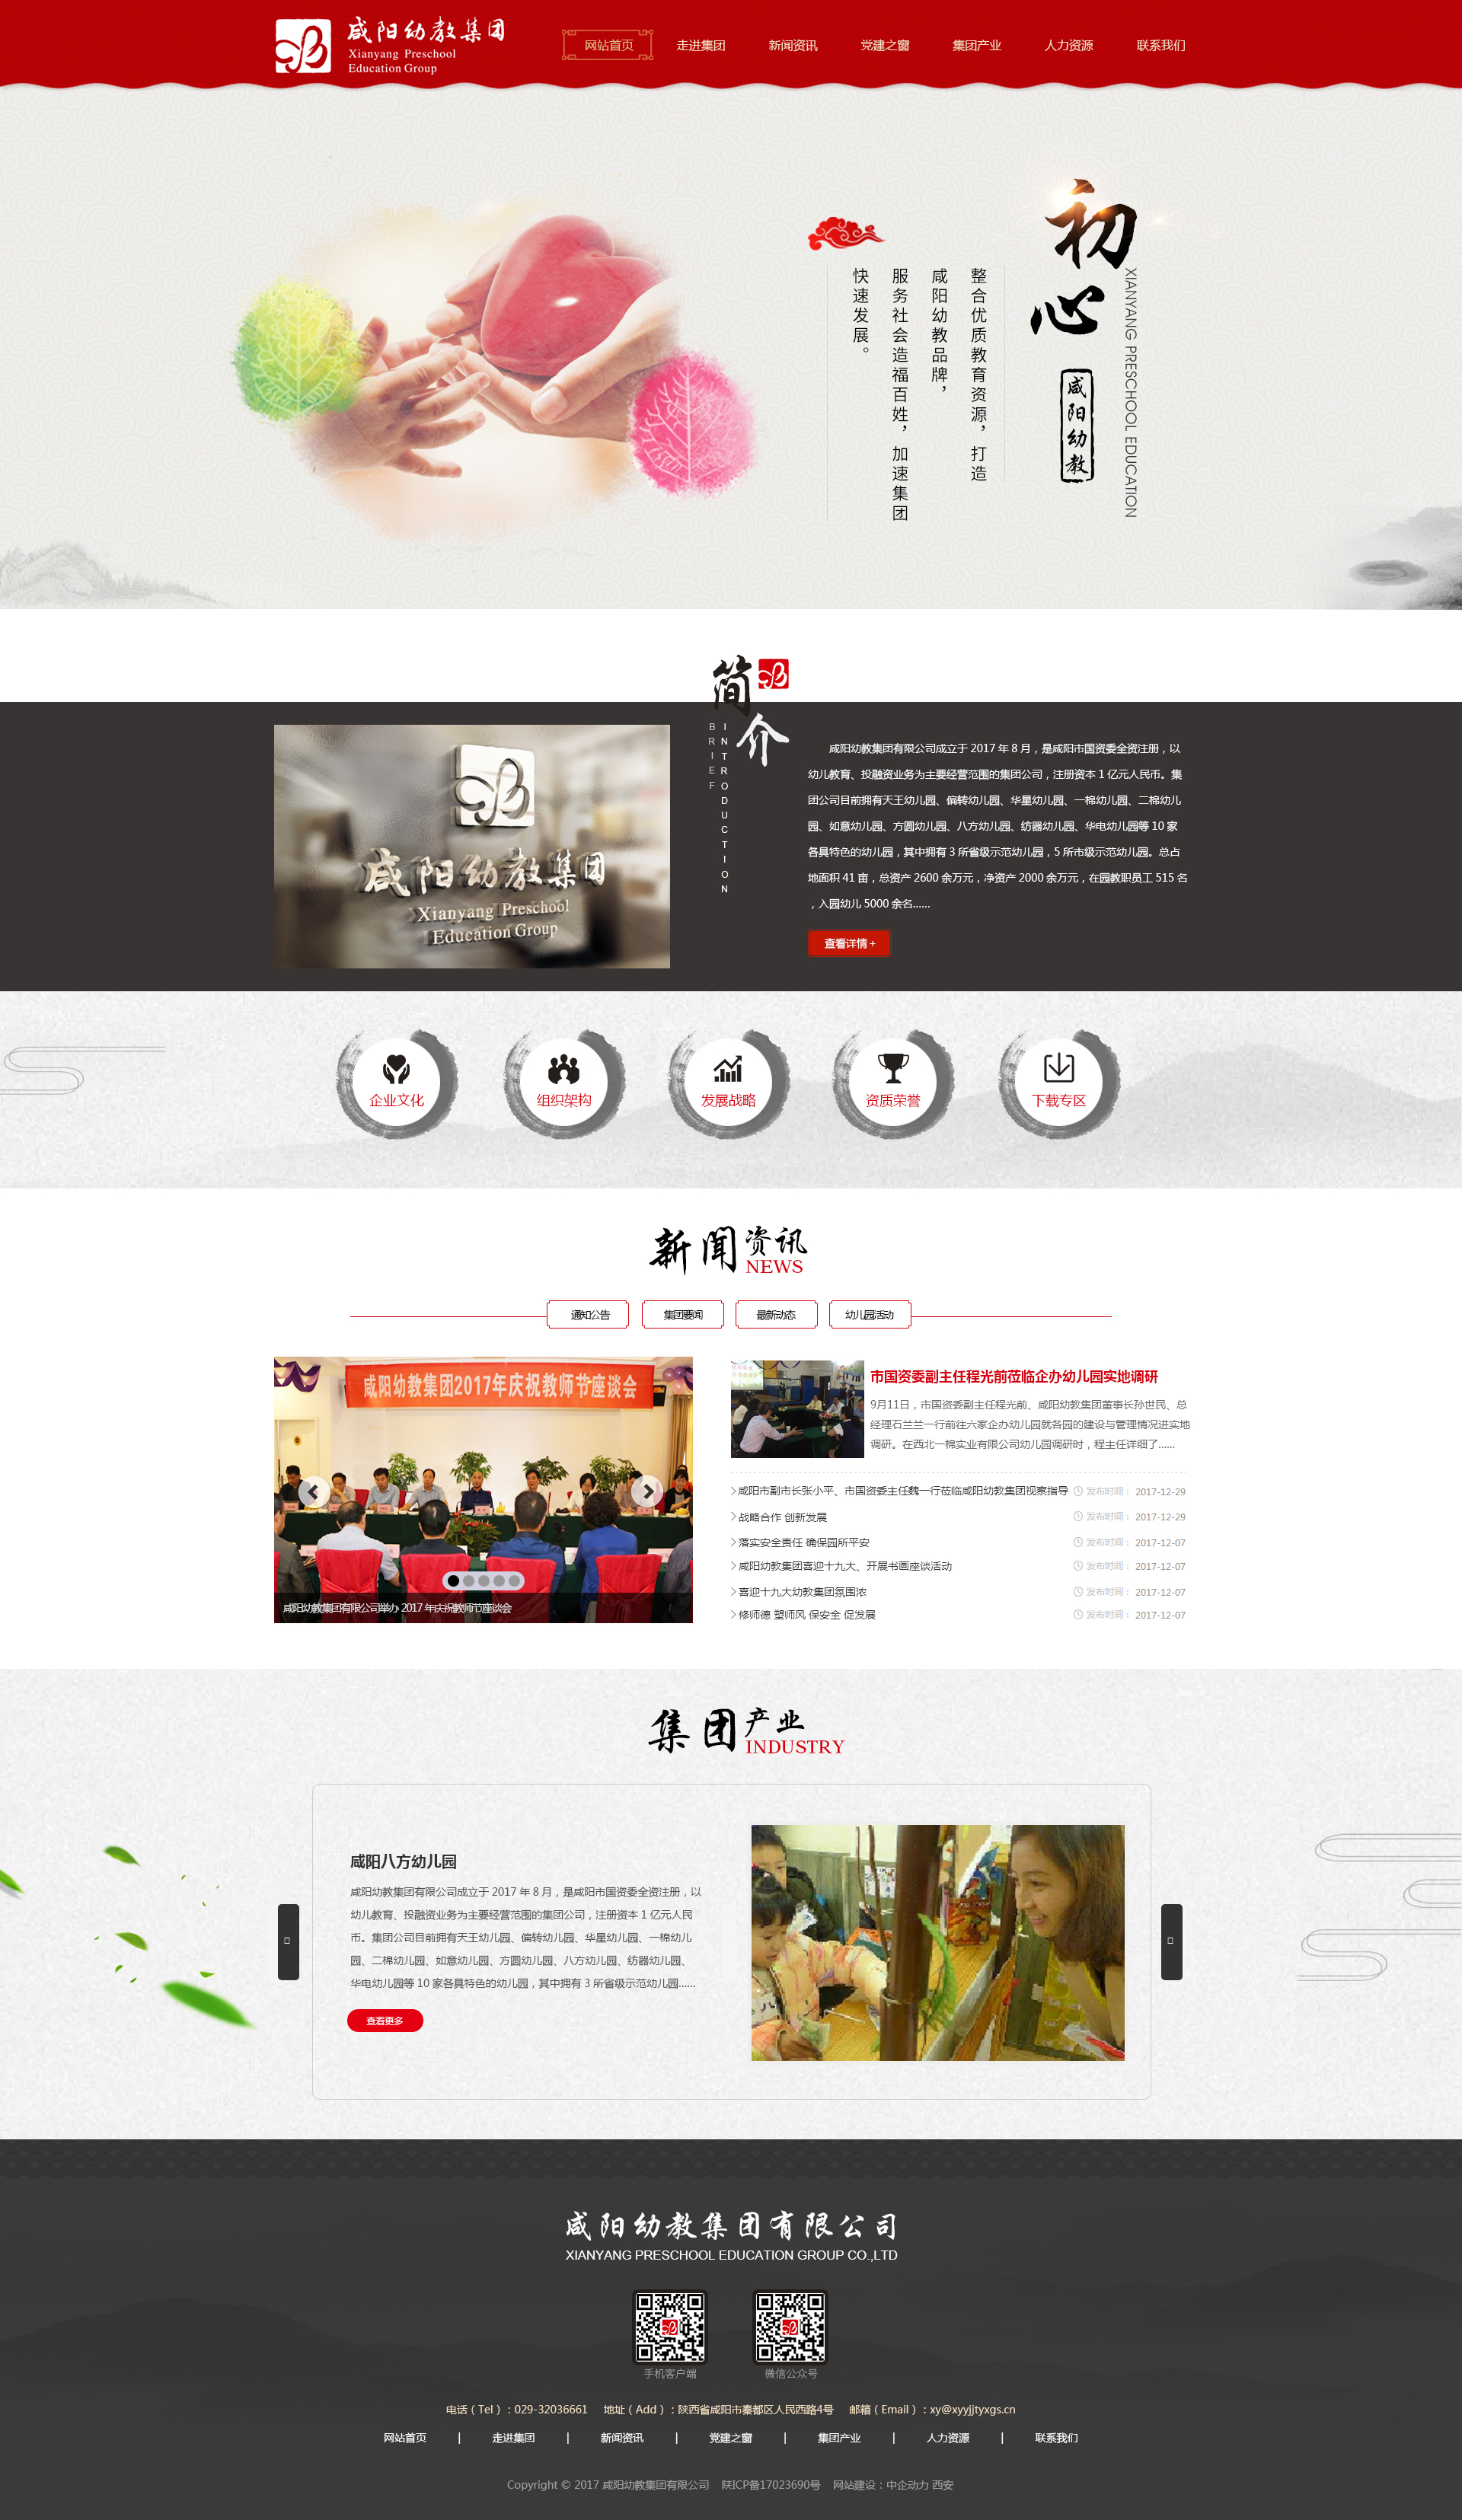 咸阳幼教集团
Xianyang Preschool
Education Group
网站首页 走进集团 新闻资讯 党建之窗 集团产业 人力资源 联系我们
初心
XIANYANG PRESCHOOL EDUCATION
咸阳幼教
整合优质教育资源，打造
咸阳幼教品牌，
服务社会造福百姓，加速集团
快速发展。
简介
BRIEF
INTRODUCTION
咸阳幼教集团
Xianyang Preschool
Education Group
咸阳幼教集团有限公司成立于 2017 年 8 月，是咸阳市国资委全资注册，以
幼儿教育、投融资业务为主要经营范围的集团公司，注册资本 1 亿元人民币。集
团公司目前拥有天王幼儿园、偏转幼儿园、华星幼儿园、一棉幼儿园、二棉幼儿
园、如意幼儿园、方圆幼儿园、八方幼儿园、纺器幼儿园、华电幼儿园等 10 家
各具特色的幼儿园，其中拥有 3 所省级示范幼儿园，5 所市级示范幼儿园。总占
地面积 41 亩，总资产 2600 余万元，净资产 2000 余万元，在园教职员工 515 名
，入园幼儿 5000 余名......
查看详情 +
企业文化 组织架构 发展战略 资质荣誉 下载专区
新闻资讯
NEWS
通知公告 集团要闻 最新动态 幼儿园活动
咸阳幼教集团2017年庆祝教师节座谈会
咸阳幼教集团有限公司举办 2017 年庆祝教师节座谈会
市国资委副主任程光前莅临企办幼儿园实地调研
9月11日，市国资委副主任程光前、咸阳幼教集团董事长孙世民、总
经理石兰兰一行前往六家企办幼儿园就各园的建设与管理情况进实地
调研。在西北一棉实业有限公司幼儿园调研时，程主任详细了......
咸阳市副市长张小平、市国资委主任魏一行莅临咸阳幼教集团视察指导 发布时间： 2017-12-29
战略合作 创新发展 发布时间： 2017-12-29
落实安全责任 确保园所平安 发布时间： 2017-12-07
咸阳幼教集团喜迎十九大、开展书画座谈活动 发布时间： 2017-12-07
喜迎十九大幼教集团氛围浓 发布时间： 2017-12-07
修师德 塑师风 保安全 促发展 发布时间： 2017-12-07
集团产业
INDUSTRY
咸阳八方幼儿园
咸阳幼教集团有限公司成立于 2017 年 8 月，是咸阳市国资委全资注册，以
幼儿教育、投融资业务为主要经营范围的集团公司，注册资本 1 亿元人民
币。集团公司目前拥有天王幼儿园、偏转幼儿园、华星幼儿园、一棉幼儿
园、二棉幼儿园、如意幼儿园、方圆幼儿园、八方幼儿园、纺器幼儿园、
华电幼儿园等 10 家各具特色的幼儿园，其中拥有 3 所省级示范幼儿园......
查看更多
咸阳幼教集团有限公司
XIANYANG PRESCHOOL EDUCATION GROUP CO.,LTD
手机客户端 微信公众号
电话（Tel）：029-32036661 地址（Add）：陕西省咸阳市秦都区人民西路4号 邮箱（Email）：xy@xyyjjtyxgs.cn
网站首页 | 走进集团 | 新闻资讯 | 党建之窗 | 集团产业 | 人力资源 | 联系我们
Copyright © 2017 咸阳幼教集团有限公司 陕ICP备17023690号 网站建设：中企动力 西安